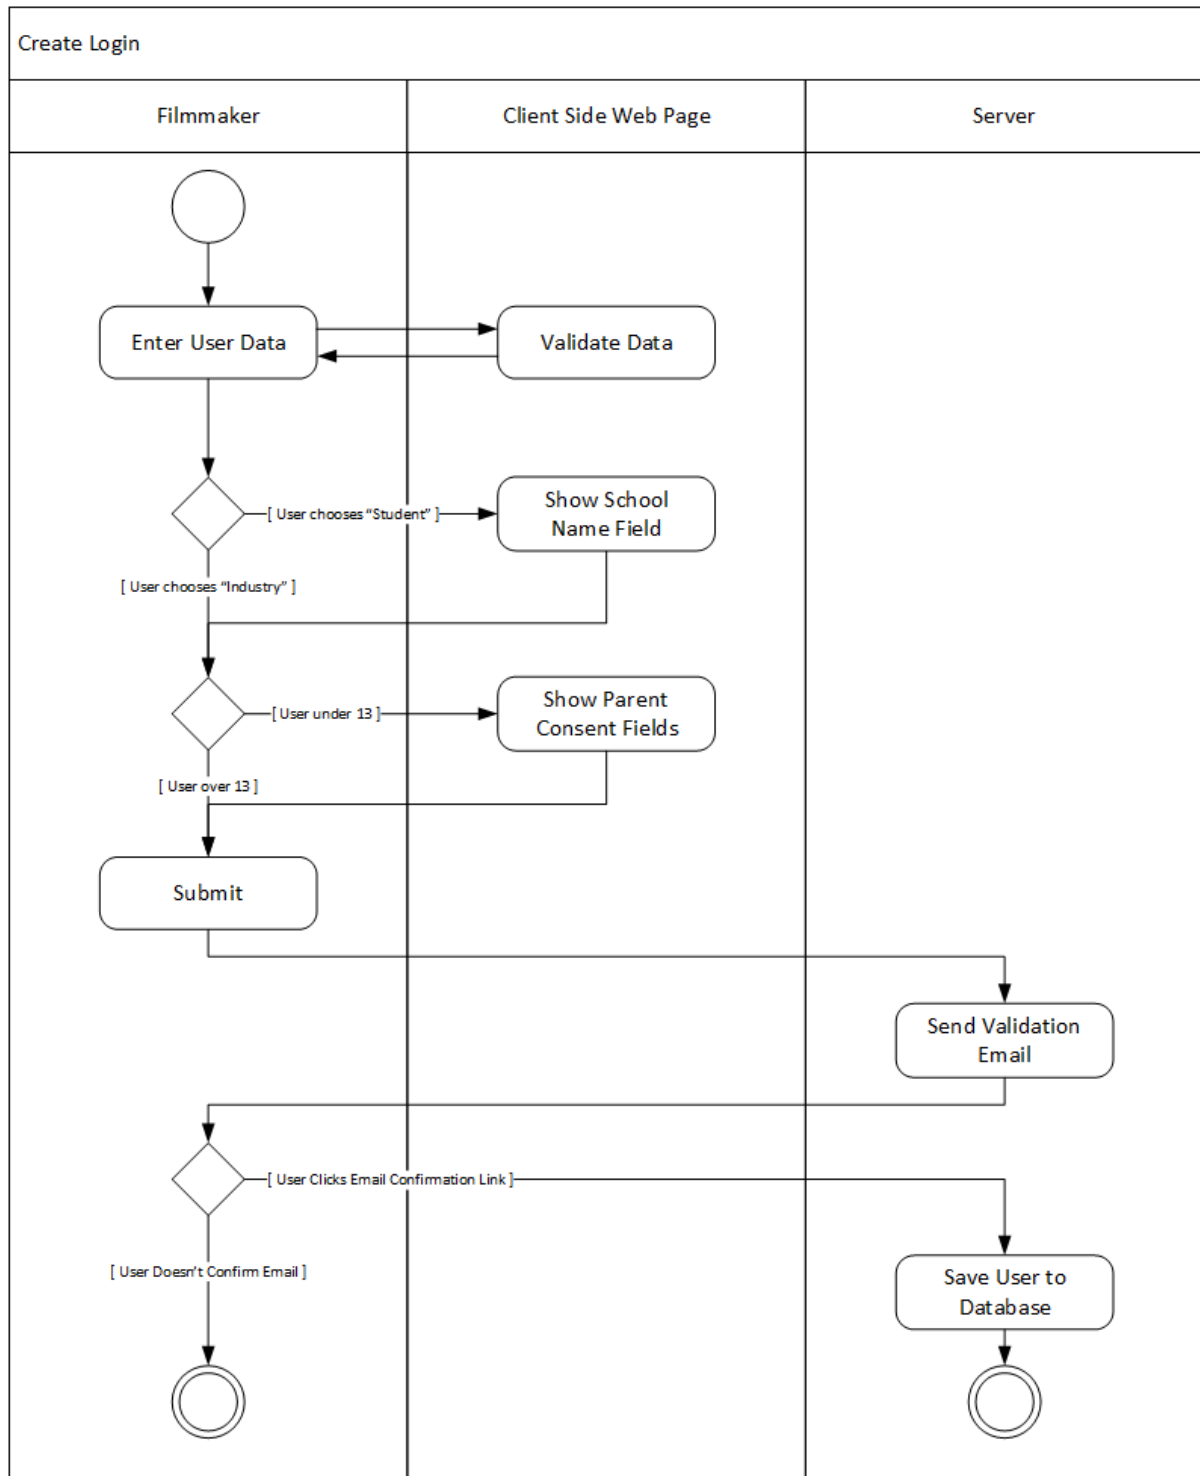 Create Login
Filmmaker
Client Side Web Page
Server
Enter User Data
Validate Data
[ User chooses “Student” ]
Show School
Name Field
[ User chooses “Industry” ]
[ User under 13 ]
Show Parent
Consent Fields
[ User over 13 ]
Submit
Send Validation
Email
[ User Clicks Email Confirmation Link ]
[ User Doesn’t Confirm Email ]
Save User to
Database